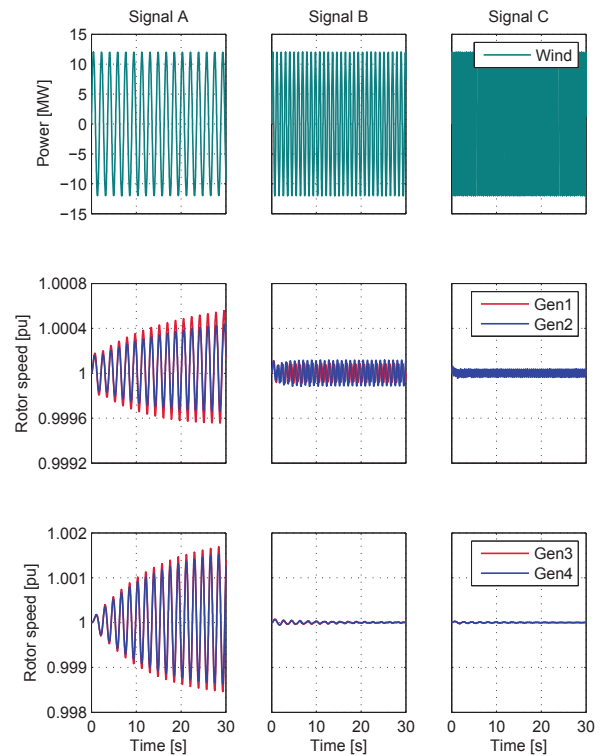 Signal A Signal B Signal C
15
10
5
0
−5
−10
−15
Power [MW]
Wind
1.0008
1.0004
1
0.9996
0.9992
Rotor speed [pu]
Gen1
Gen2
1.002
1.001
1
0.999
0.998
Rotor speed [pu]
Gen3
Gen4
0 10 20 30 0 10 20 30 0 10 20 30
Time [s] Time [s] Time [s]